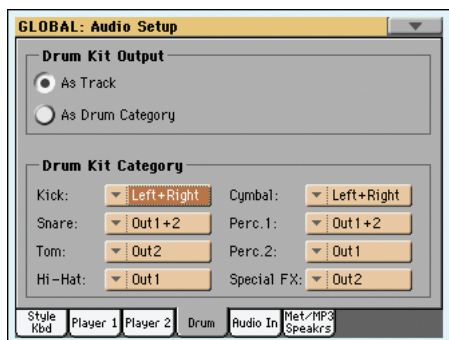 GLOBAL: Audio Setup
Drum Kit Output
As Track
As Drum Category
Drum Kit Category
Kick: Left+Right Cymbal: Left+Right
Snare: Out1+2 Perc.1: Out1+2
Tom: Out2 Perc.2: Out1
Hi-Hat: Out1 Special FX: Out2
Style Kbd Player 1 Player 2 Drum Audio In Met/MP3 Speakrs